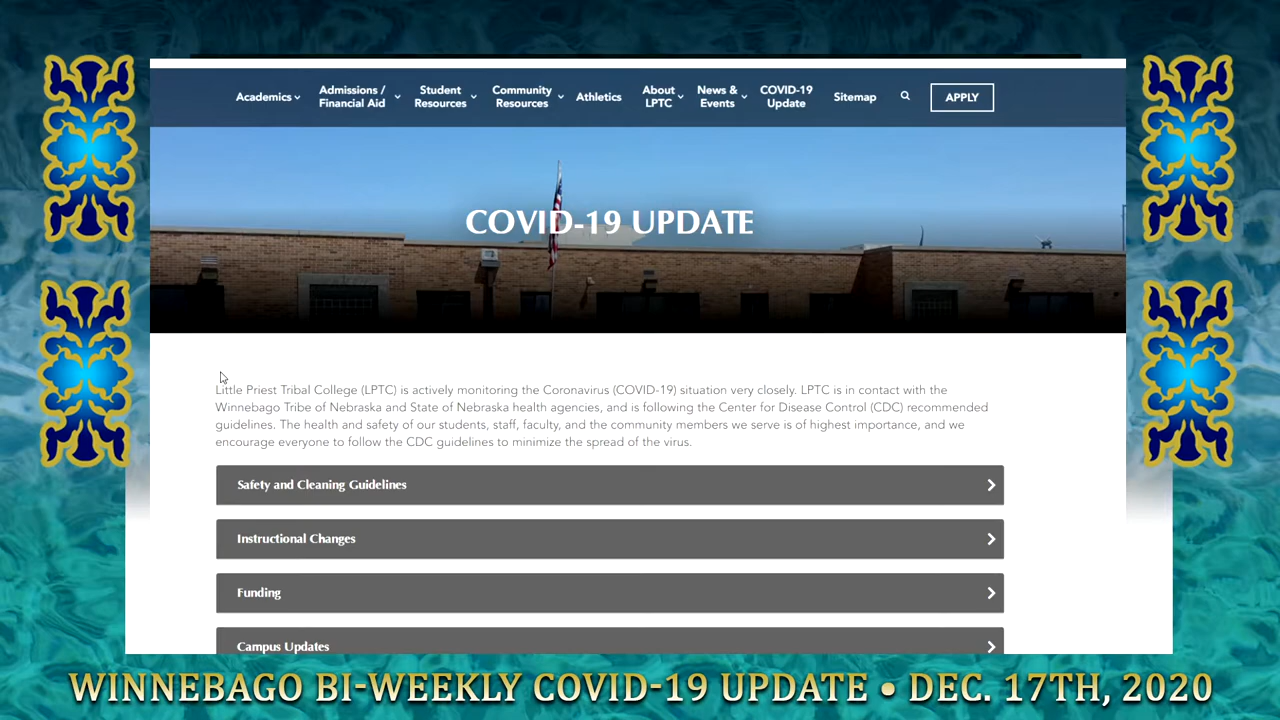 Academics
Admissions /
Financial Aid
Student
Resources
Community
Resources
Athletics
About
LPTC
News &
Events
COVID-19
Update
Sitemap
APPLY
COVID-19 UPDATE
Little Priest Tribal College (LPTC) is actively monitoring the Coronavirus (COVID-19) situation very closely. LPTC is in contact with the
Winnebago Tribe of Nebraska and State of Nebraska health agencies, and is following the Center for Disease Control (CDC) recommended
guidelines. The health and safety of our students, staff, faculty, and the community members we serve is of highest importance, and we
encourage everyone to follow the CDC guidelines to minimize the spread of the virus.
Safety and Cleaning Guidelines
Instructional Changes
Funding
Campus Updates
WINNEBAGO BI-WEEKLY COVID-19 UPDATE • DEC. 17TH, 2020